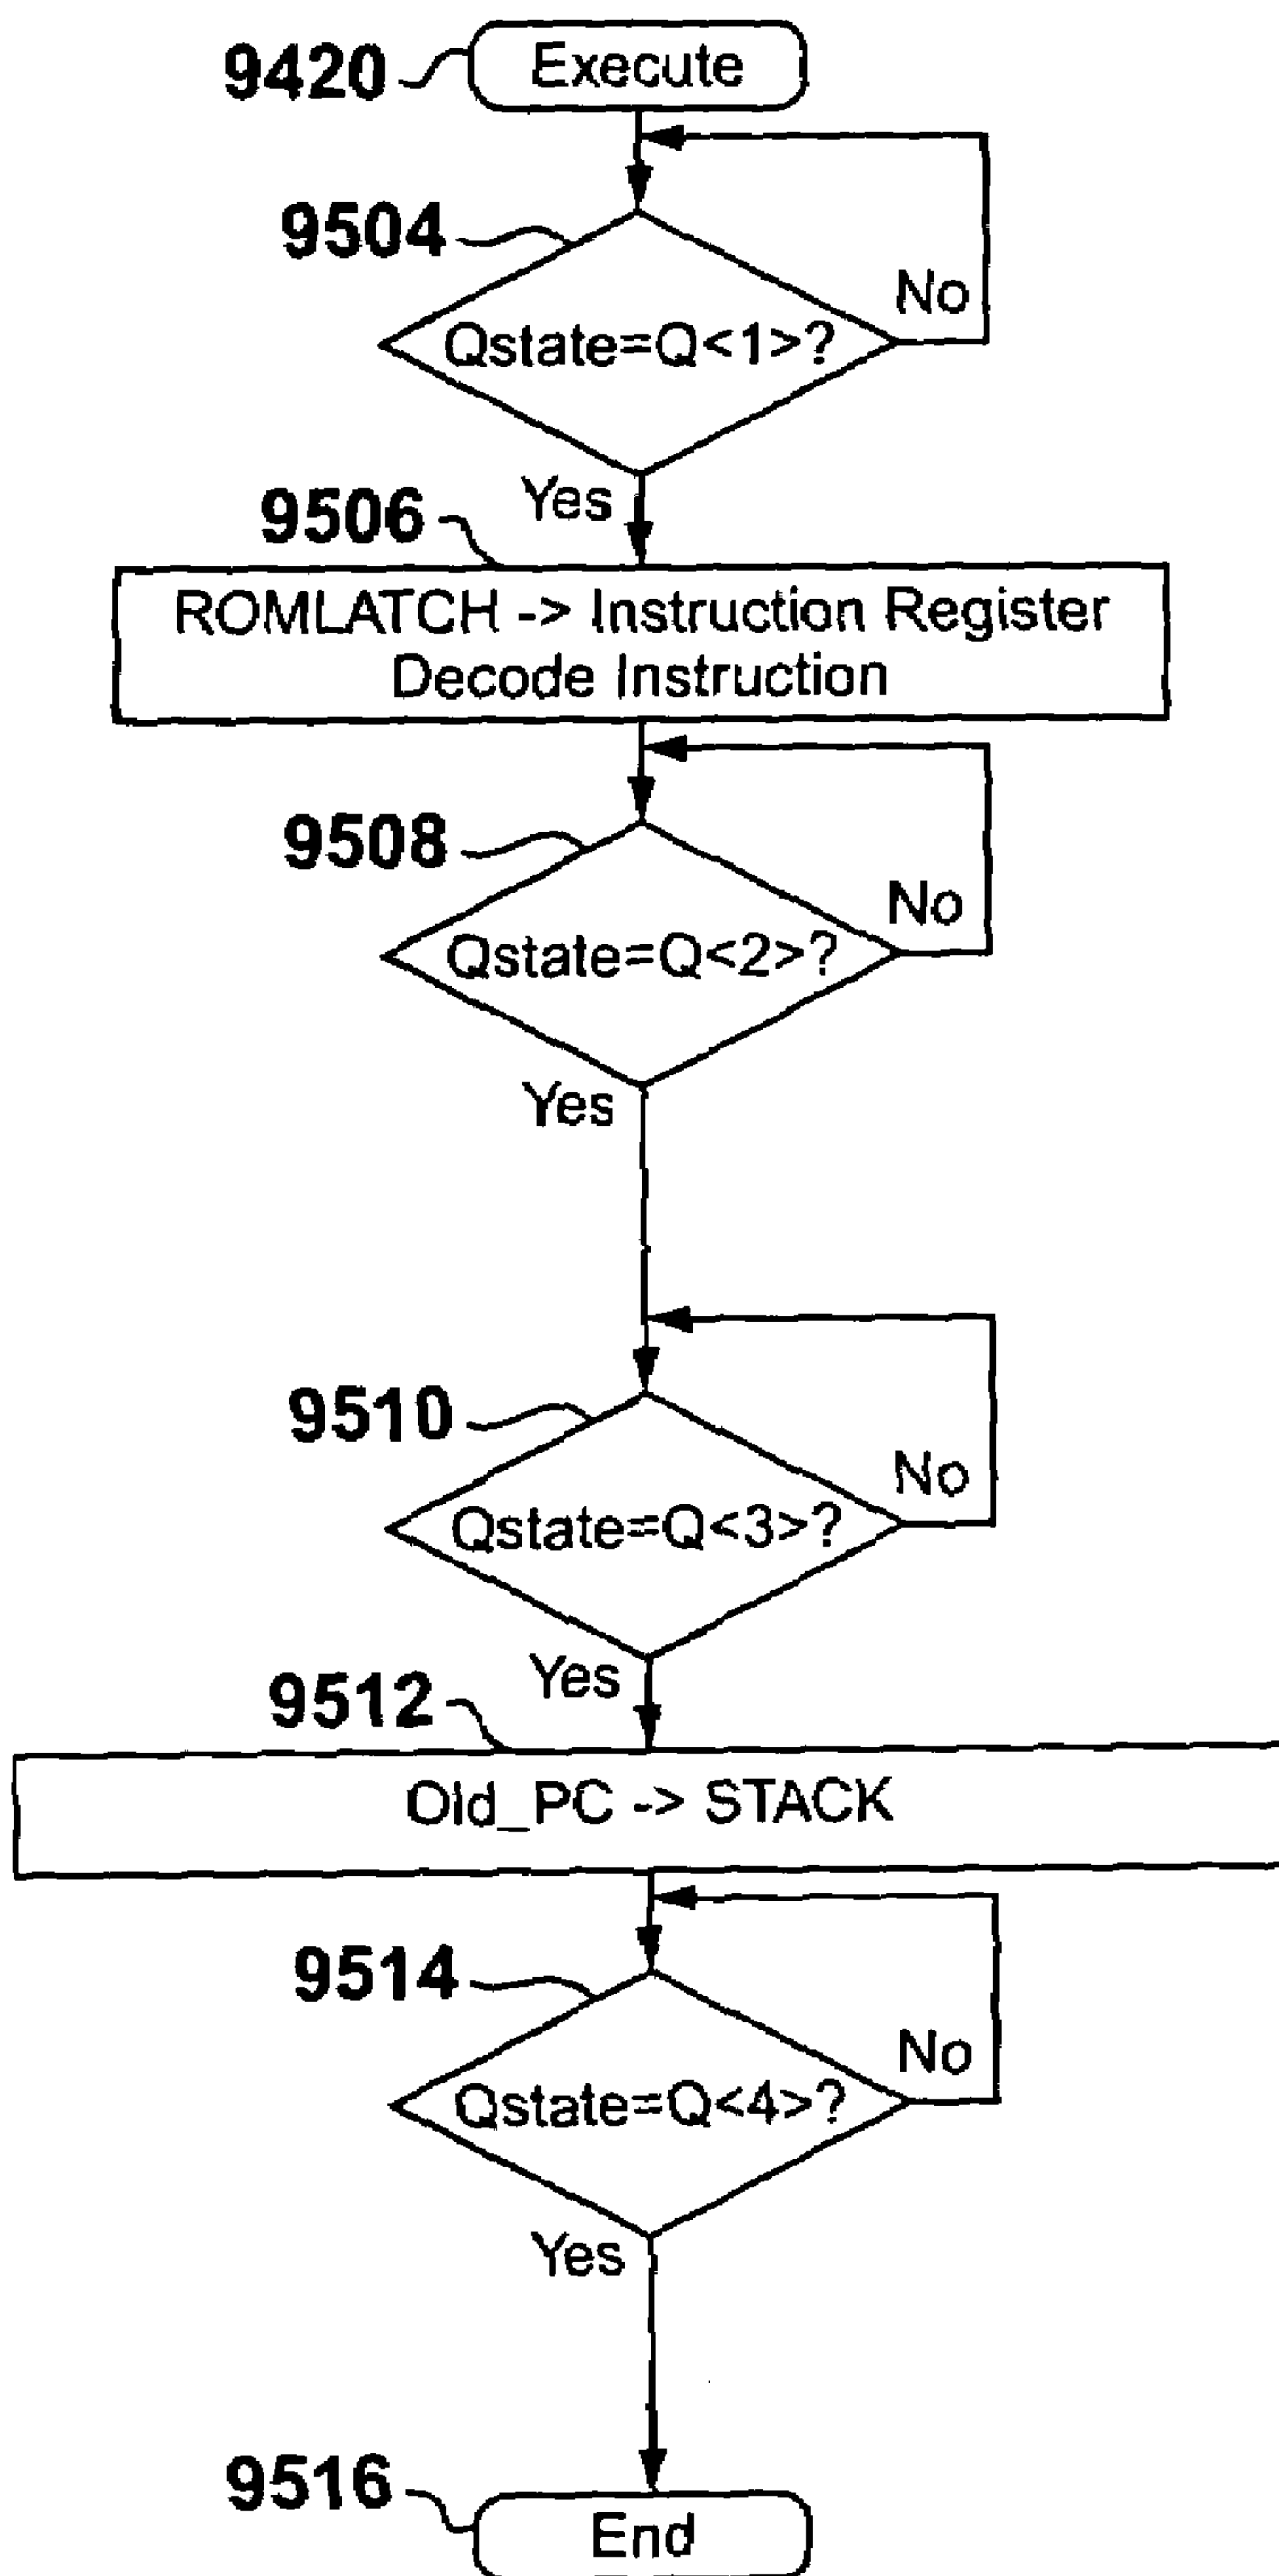 9420
Execute
9504
No
Qstate=Q<1>?
Yes
9506
ROMLATCH -> Instruction Register
Decode Instruction
9508
No
Qstate=Q<2>?
Yes
9510
No
Qstate=Q<3>?
Yes
9512
Old_PC -> STACK
9514
No
Qstate=Q<4>?
Yes
9516
End